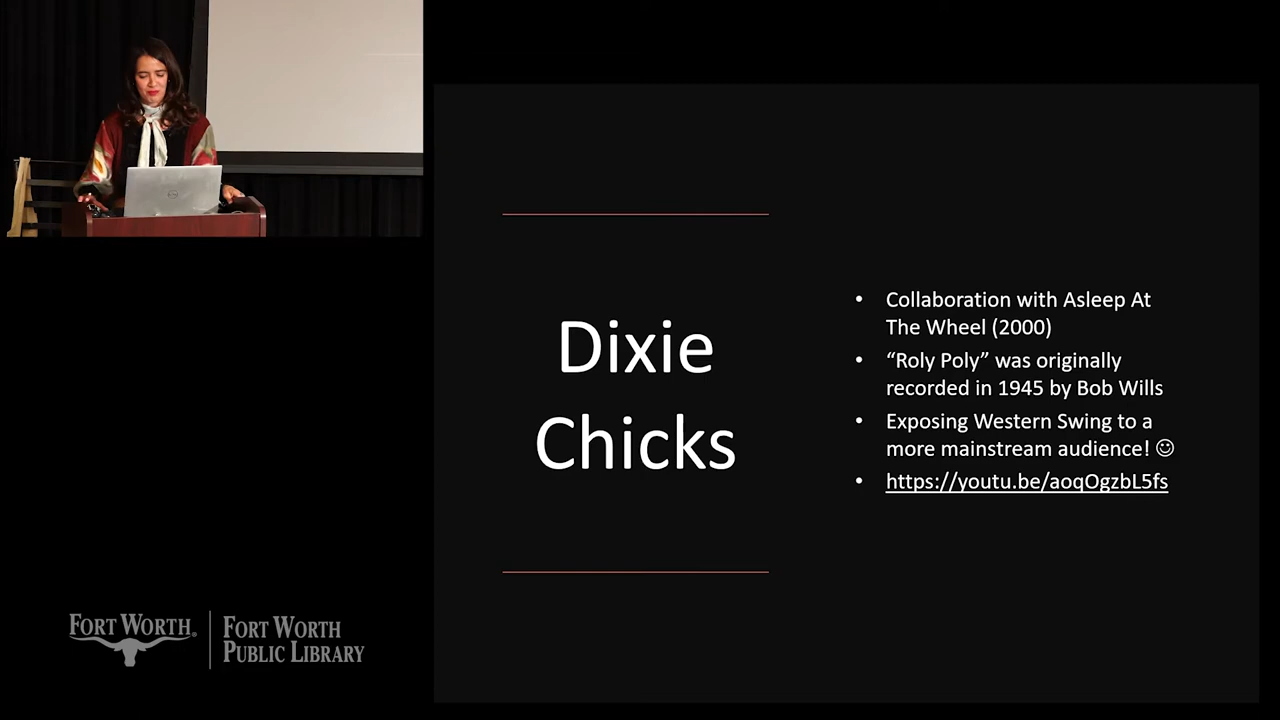 Dixie
Chicks
• Collaboration with Asleep At
The Wheel (2000)
• “Roly Poly” was originally
recorded in 1945 by Bob Wills
• Exposing Western Swing to a
more mainstream audience! ☺
• https://youtu.be/aoqOgzbL5fs
FORT WORTH®
FORT WORTH
PUBLIC LIBRARY